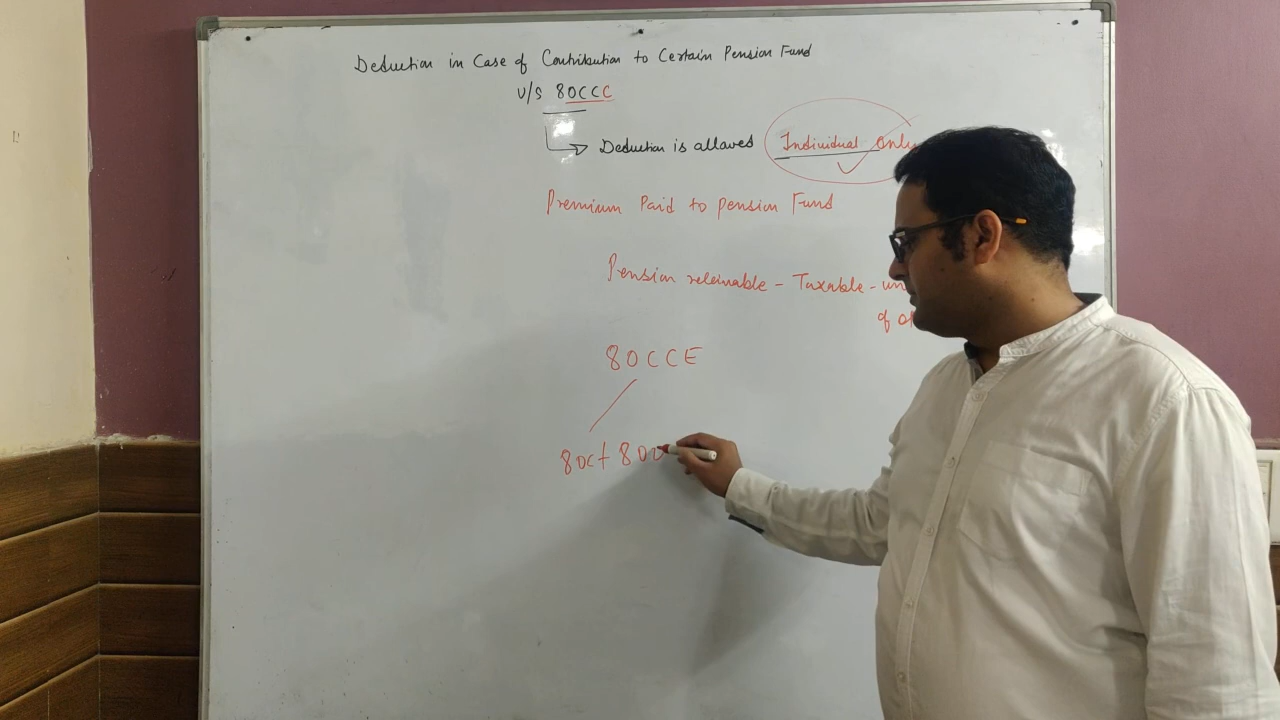 Deduction in Case of Contribution to Certain Pension Fund
U/S 80CCC
Deduction is allowed Individual Only
Premium Paid to pension Fund
Pension receivable - Taxable - un
of
80CCE
80C + 80C